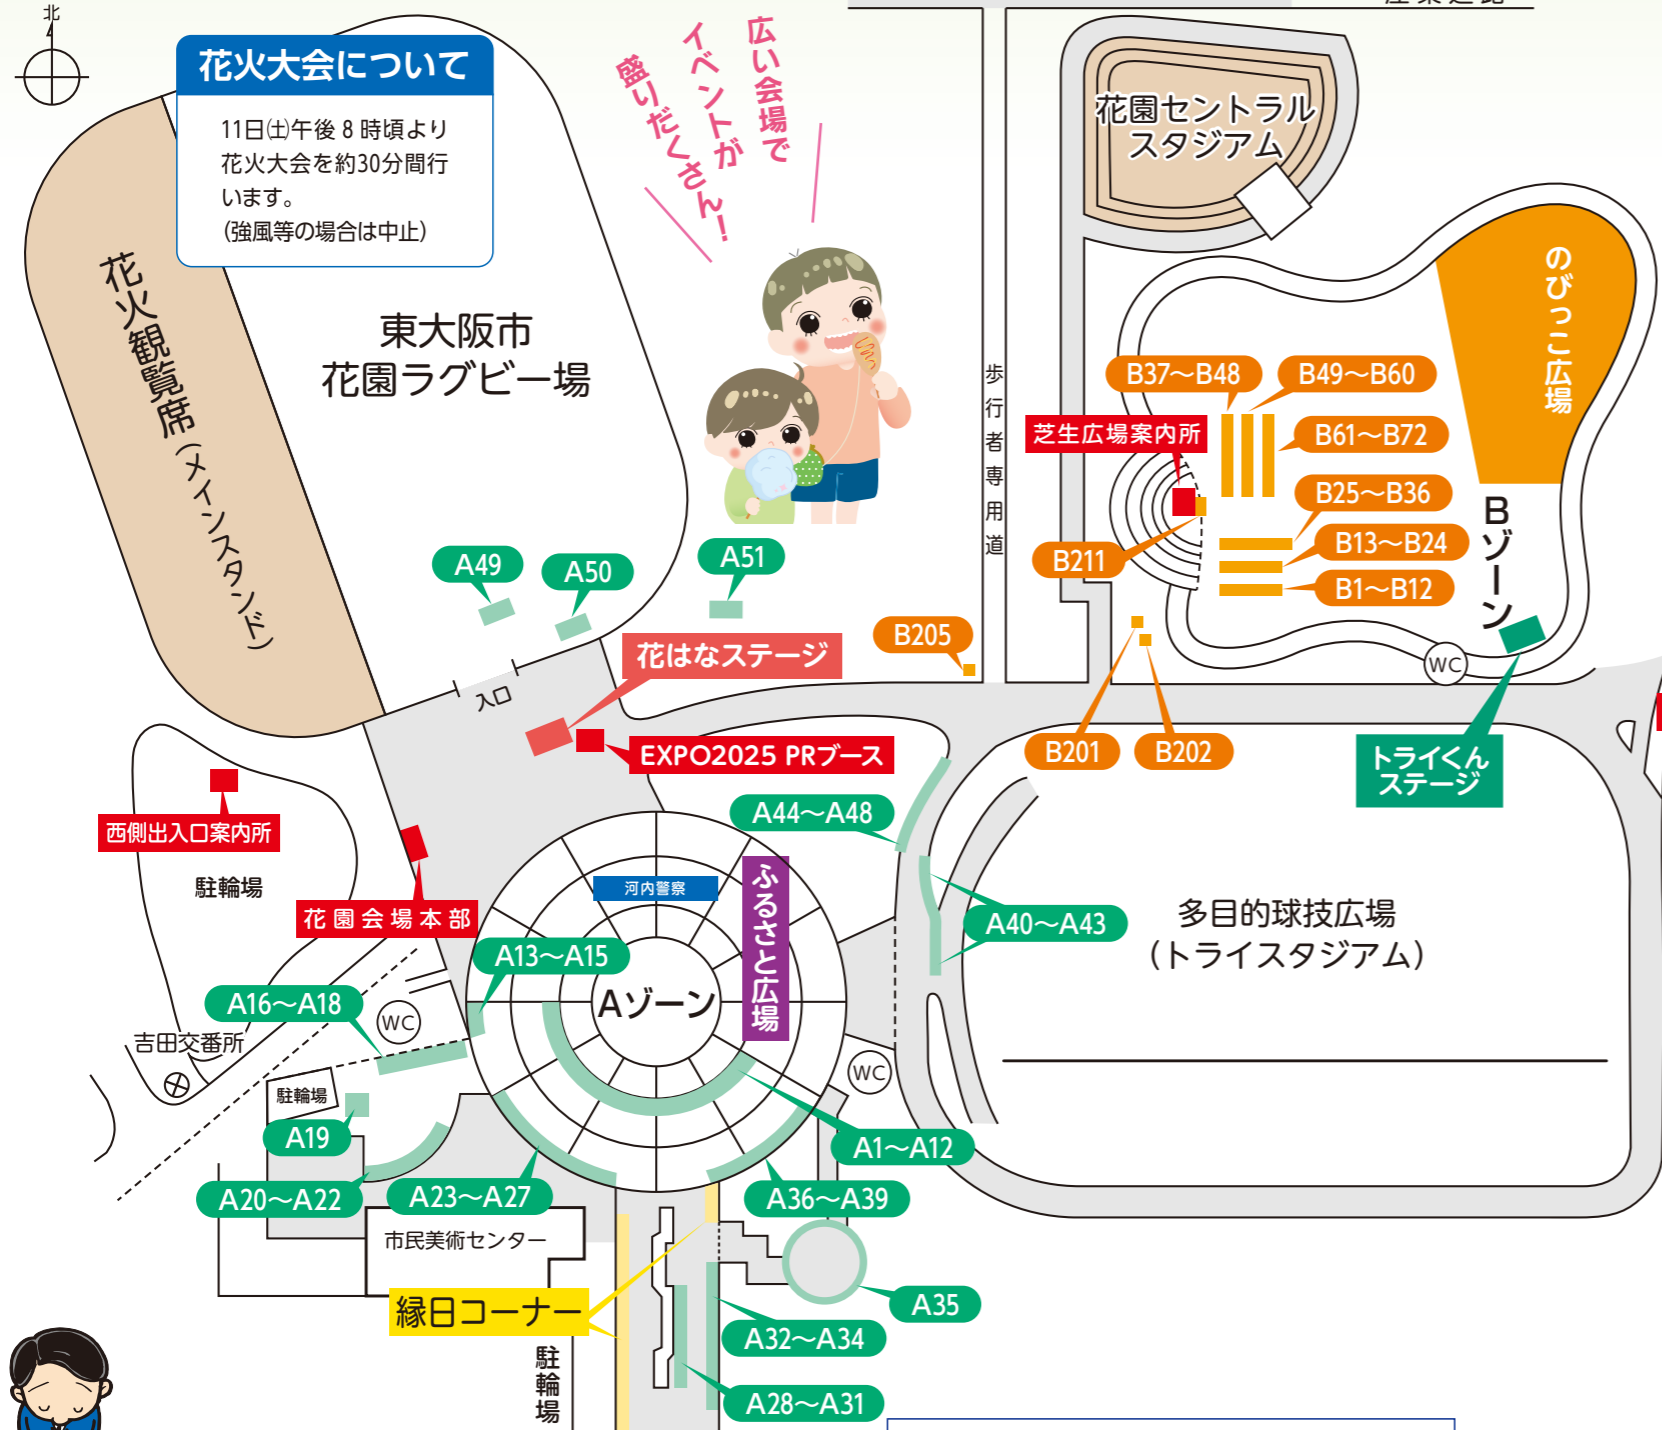 北
花火大会について
11日(土)午後8時頃より
花火大会を約30分間行
います。
(強風等の場合は中止)
広い会場で
イベントが
盛りだくさん!
花園セントラル
スタジアム
花火観覧席(メインスタンド)
東大阪市
花園ラグビー場
歩行者専用道
のびっこ広場
B37〜B48
B49〜B60
芝生広場案内所
B61〜B72
B25〜B36
B13〜B24
B1〜B12
B211
Bゾーン
A49
A50
A51
B205
花はなステージ
入口
WC
EXPO2025 PRブース
B201
B202
トライくん
ステージ
西側出入口案内所
駐輪場
花園会場本部
A44〜A48
河内警察
ふるさと広場
A40〜A43
多目的球技広場
(トライスタジアム)
A13〜A15
Aゾーン
A16〜A18
WC
吉田交番所
WC
駐輪場
A19
A1〜A12
A20〜A22
A23〜A27
A36〜A39
市民美術センター
縁日コーナー
A35
A32〜A34
駐輪場
A28〜A31